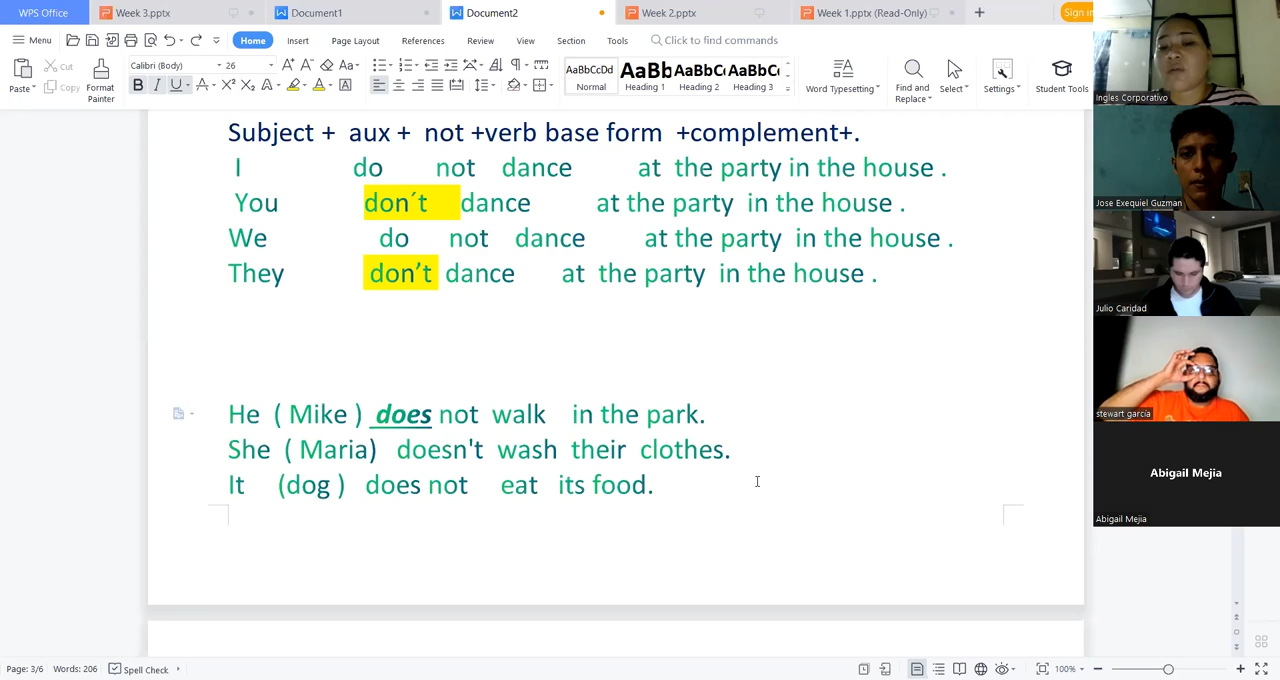 WPS Office Week 3.pptx Document1 Document2 Week 2.pptx Week 1.pptx (Read-Only) + Sign in
Menu Home Insert Page Layout References Review View Section Tools Click to find commands
Calibri (Body) 26 AaBbCcDd AaBb AaBbC AaBbC
Paste Cut Copy Format Painter B I U Normal Heading 1 Heading 2 Heading 3 Word Typesetting Find and Replace Select Settings Student Tools
Subject + aux + not +verb base form +complement+.
I do not dance at the party in the house .
You don´t dance at the party in the house .
We do not dance at the party in the house .
They don’t dance at the party in the house .
He ( Mike ) does not walk in the park.
She ( Maria) doesn't wash their clothes.
It (dog ) does not eat its food.
Ingles Corporativo
Jose Exequiel Guzman
Julio Caridad
stewart garcía
Abigail Mejia
Abigail Mejia
Page: 3/6 Words: 206 Spell Check 100%